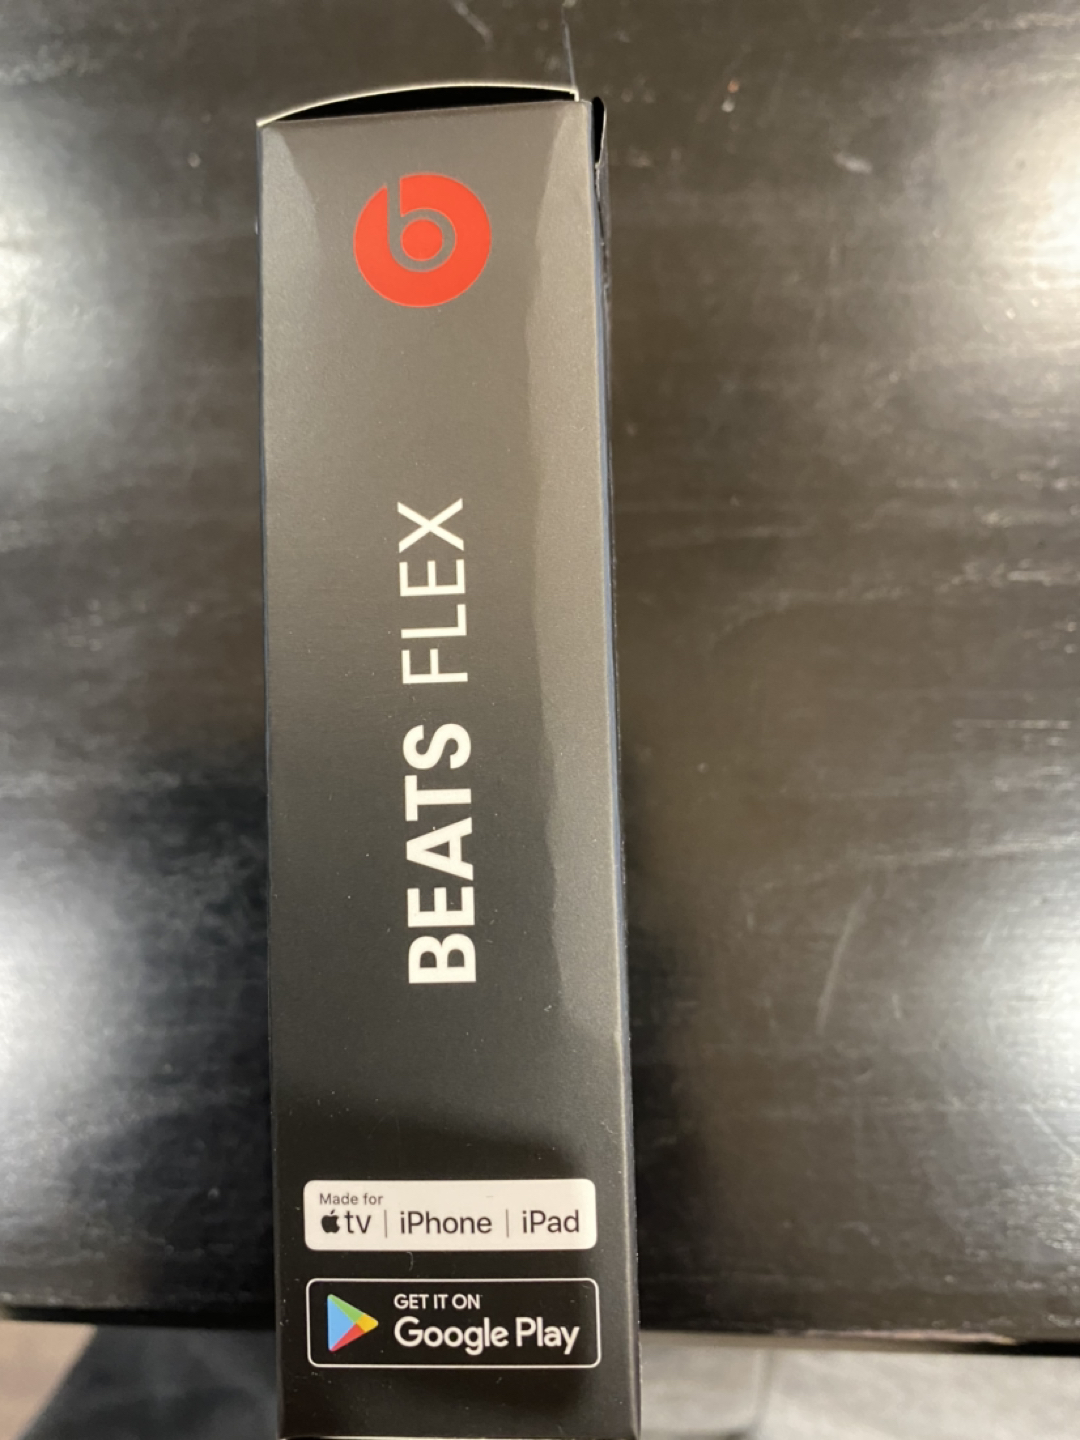 b
BEATS FLEX
Made for
tv | iPhone | iPad
GET IT ON
Google Play